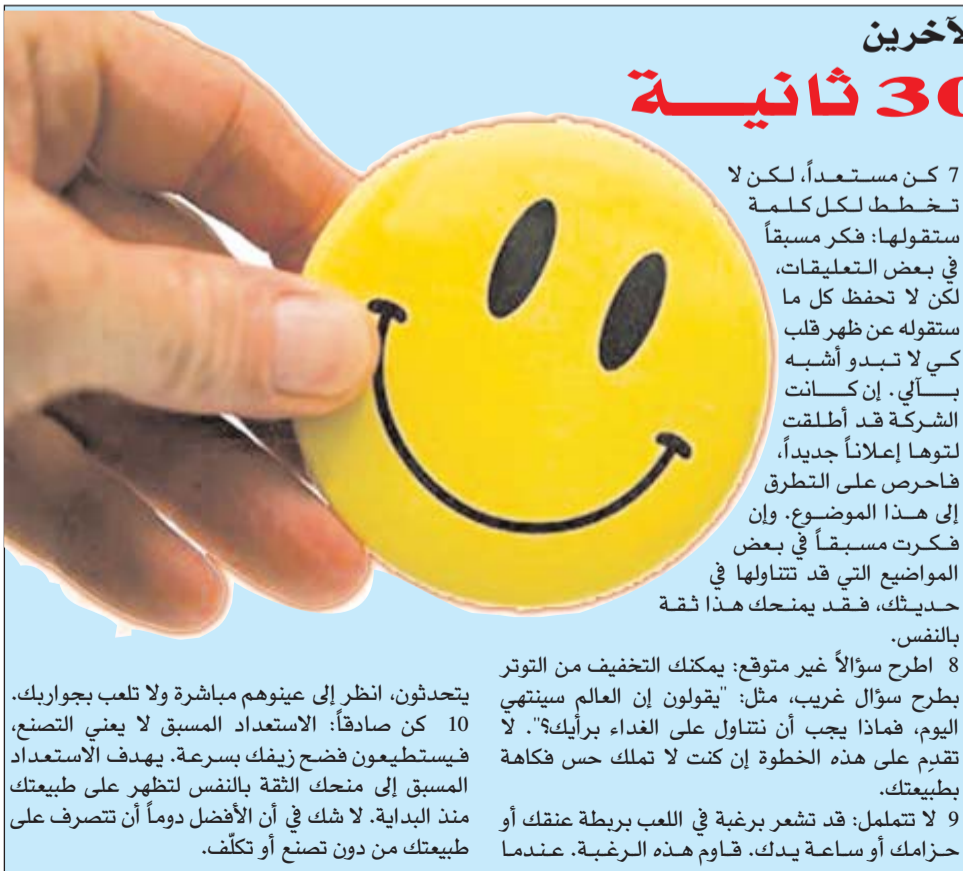 لآخرين
30 ثانيـــة
7 كن مستعداً، لكن لا
تخطط لكل كلمة
ستقولها: فكر مسبقاً
في بعض التعليقات،
لكن لا تحفظ كل ما
ستقوله عن ظهر قلب
كي لا تبدو أشبه
بآلي. إن كانت
الشركة قد أطلقت
لتوها إعلاناً جديداً،
فاحرص على التطرق
إلى هذا الموضوع. وإن
فكرت مسبقاً في بعض
المواضيع التي قد تتناولها في
حديثك، فقد يمنحك هذا ثقة
بالنفس.
8 اطرح سؤالاً غير متوقع: يمكنك التخفيف من التوتر
بطرح سؤال غريب، مثل: "يقولون إن العالم سينتهي
اليوم، فماذا يجب أن نتناول على الغداء برأيك؟". لا
تقدِم على هذه الخطوة إن كنت لا تملك حس فكاهة
بطبيعتك.
9 لا تتململ: قد تشعر برغبة في اللعب بربطة عنقك أو
حزامك أو ساعة يدك. قاوم هذه الرغبة. عندما
يتحدثون، انظر إلى عينوهم مباشرة ولا تلعب بجواربك.
10 كن صادقاً: الاستعداد المسبق لا يعني التصنع،
فيستطيعون فضح زيفك بسرعة. يهدف الاستعداد
المسبق إلى منحك الثقة بالنفس لتظهر على طبيعتك
منذ البداية. لا شك في أن الأفضل دوماً أن تتصرف على
طبيعتك من دون تصنع أو تكلّف.